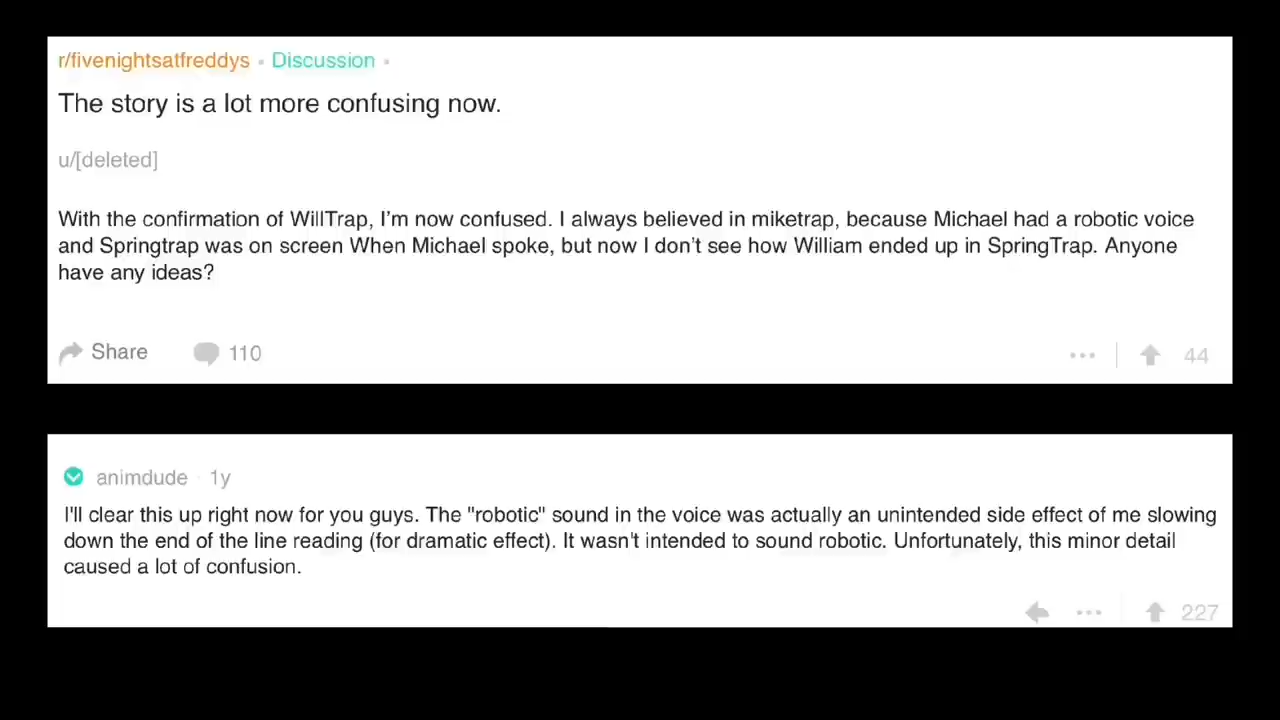 r/fivenightsatfreddys • Discussion •
The story is a lot more confusing now.
u/[deleted]
With the confirmation of WillTrap, I'm now confused. I always believed in miketrap, because Michael had a robotic voice
and Springtrap was on screen When Michael spoke, but now I don't see how William ended up in SpringTrap. Anyone
have any ideas?
Share 110 ••• 44
animdude · 1y
I'll clear this up right now for you guys. The "robotic" sound in the voice was actually an unintended side effect of me slowing
down the end of the line reading (for dramatic effect). It wasn't intended to sound robotic. Unfortunately, this minor detail
caused a lot of confusion.
••• 227